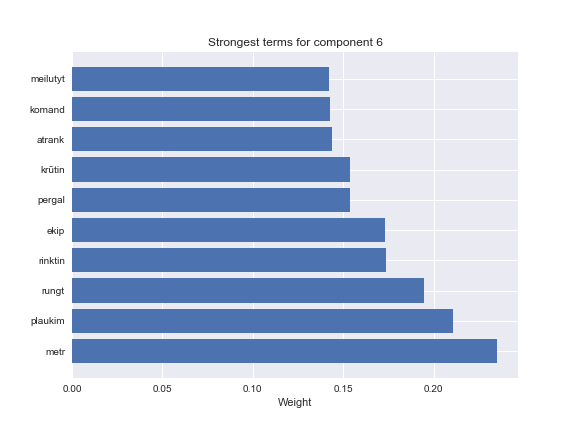 Strongest terms for component 6
meilutyt
komand
atrank
krūtin
pergal
ekip
rinktin
rungt
plaukim
metr
0.00 0.05 0.10 0.15 0.20
Weight